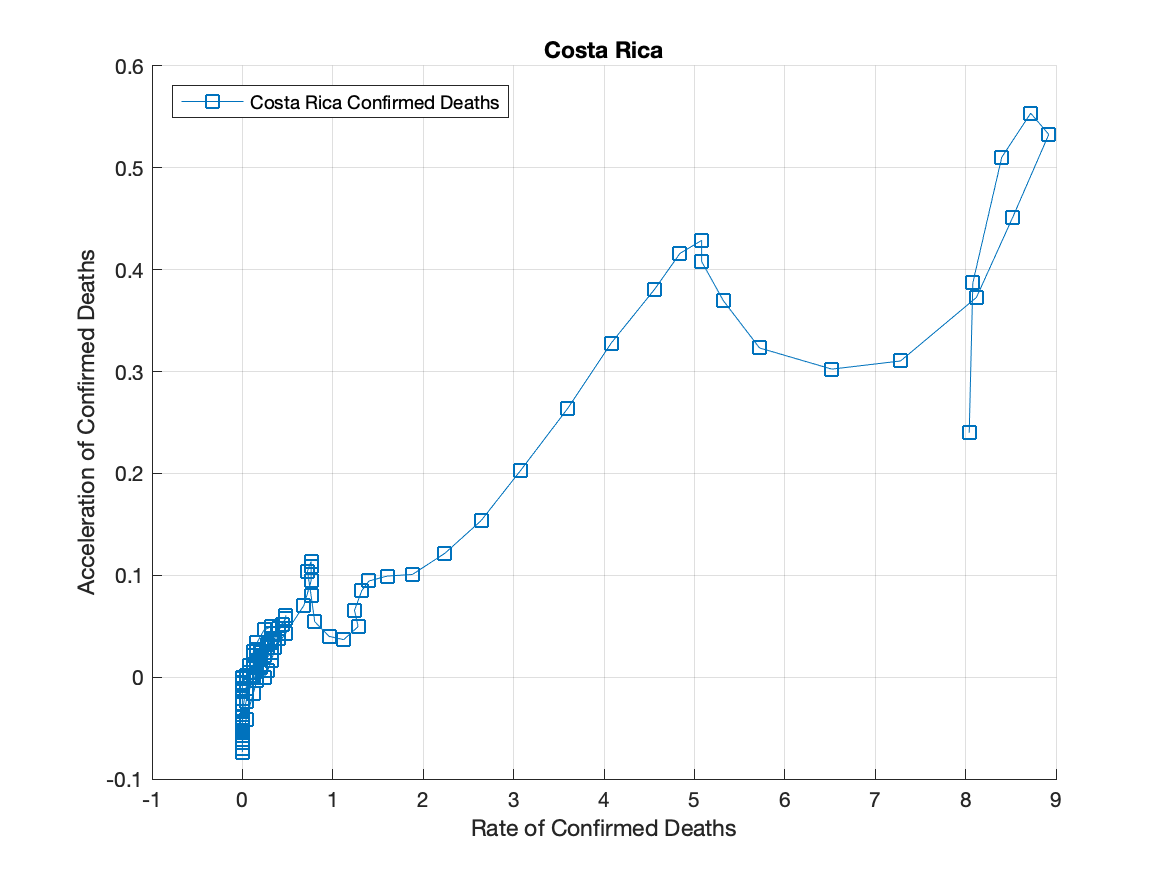 Costa Rica
Costa Rica Confirmed Deaths
0.6
0.5
0.4
0.3
0.2
0.1
0
-0.1
Acceleration of Confirmed Deaths
-1 0 1 2 3 4 5 6 7 8 9
Rate of Confirmed Deaths